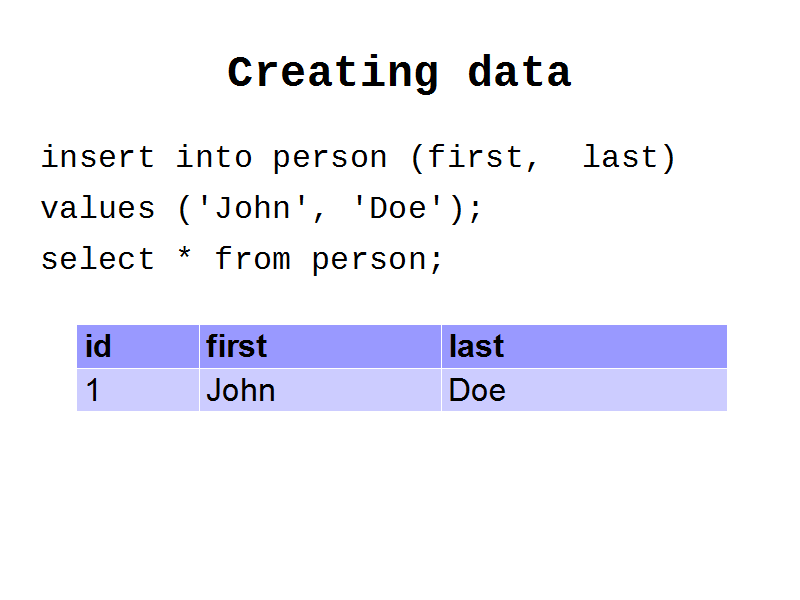 Creating data
insert into person (first,  last)
values ('John', 'Doe');
select * from person;
id first last
1 John Doe